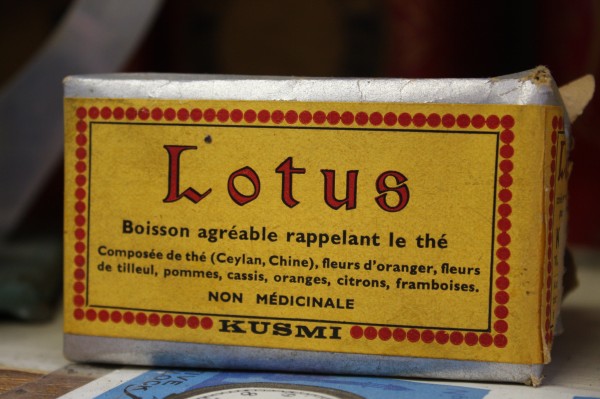 Lotus
Boisson agréable rappelant le thé
Composée de thé (Ceylan, Chine), fleurs d'oranger, fleurs
de tilleul, pommes, cassis, oranges, citrons, framboises.
NON MÉDICINALE
KUSMI